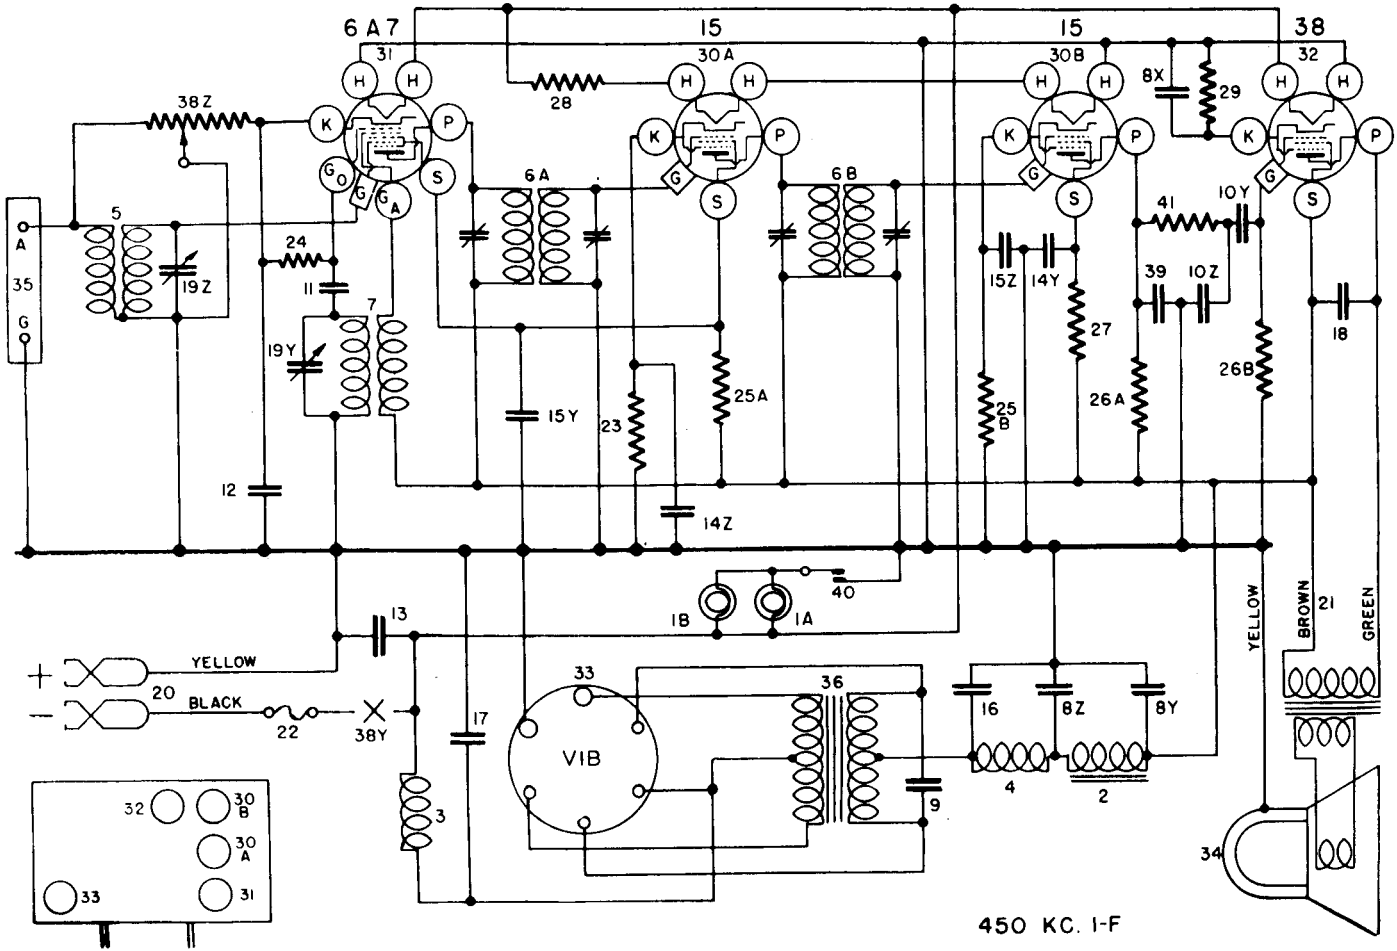 6A7
15
15
38
31
30A
30B
32
H
H
H
H
H
H
H
H
28
8X
29
38Z
K
P
K
P
K
P
K
P
GO
G
GA
S
G
S
G
S
G
S
5
6A
6B
41
10Y
A
35
G
24
19Z
11
15Z
14Y
39
10Z
18
7
19Y
27
26B
15Y
23
25A
25
B
26A
12
14Z
13
1B
1A
40
YELLOW
BROWN
21
GREEN
+
YELLOW
20
-
BLACK
22
38Y
17
33
VIB
36
16
8Z
8Y
3
9
4
2
32
30
B
30
A
31
33
34
450 KC. I-F